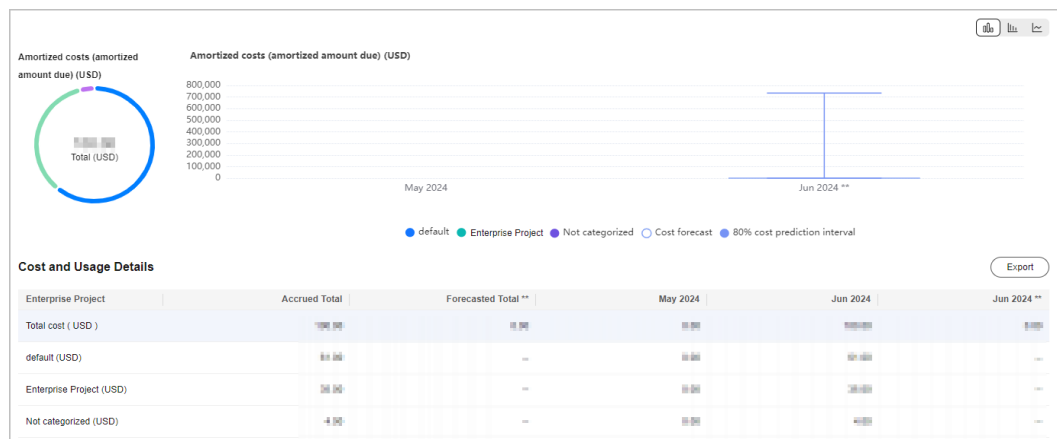 Amortized costs (amortized
amount due) (USD)
Total (USD)
Amortized costs (amortized amount due) (USD)
800,000
700,000
600,000
500,000
400,000
300,000
200,000
100,000
0
May 2024
Jun 2024 **
default Enterprise Project Not categorized Cost forecast 80% cost prediction interval
Cost and Usage Details
Export
Enterprise Project Accrued Total Forecasted Total ** May 2024 Jun 2024 Jun 2024 **
Total cost ( USD )
default (USD) -- --
Enterprise Project (USD) -- --
Not categorized (USD) -- --